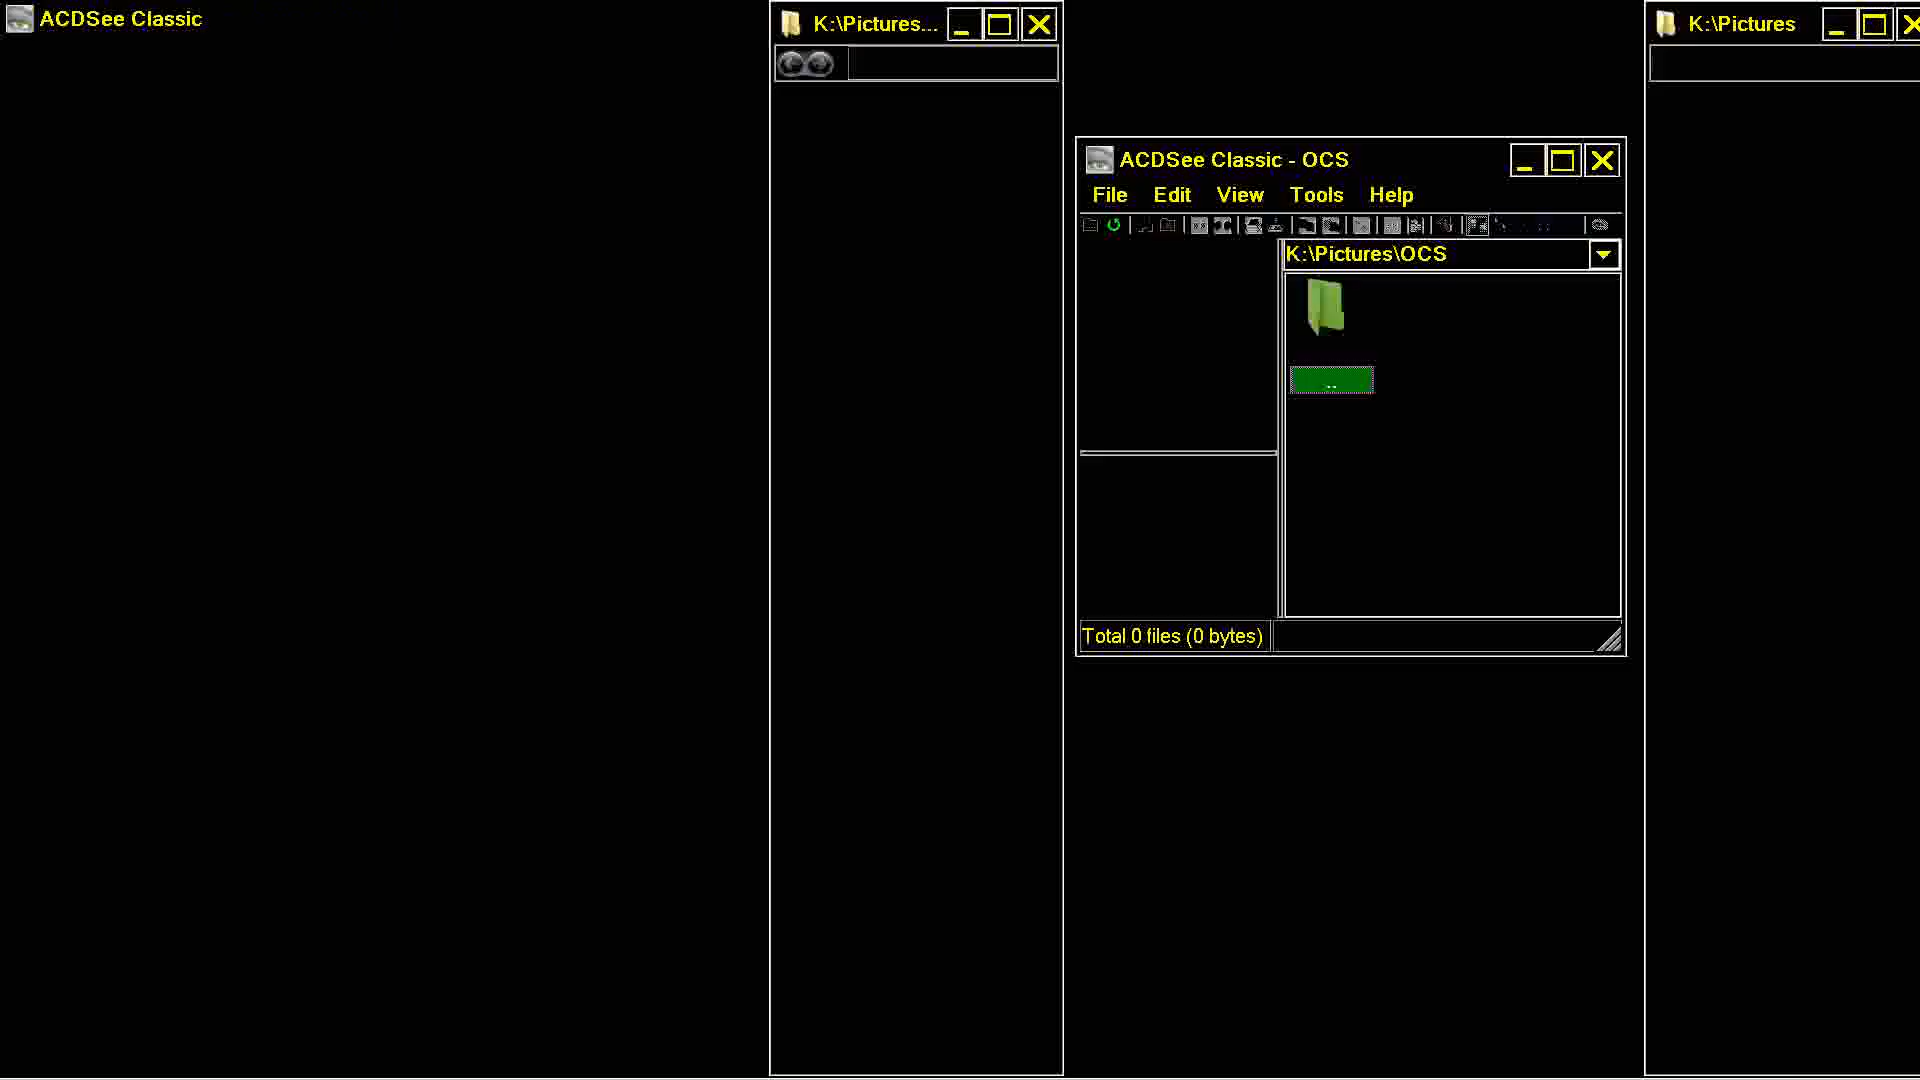 ACDSee Classic
K:\Pictures...
K:\Pictures
ACDSee Classic - OCS
File Edit View Tools Help
K:\Pictures\OCS
..
Total 0 files (0 bytes)